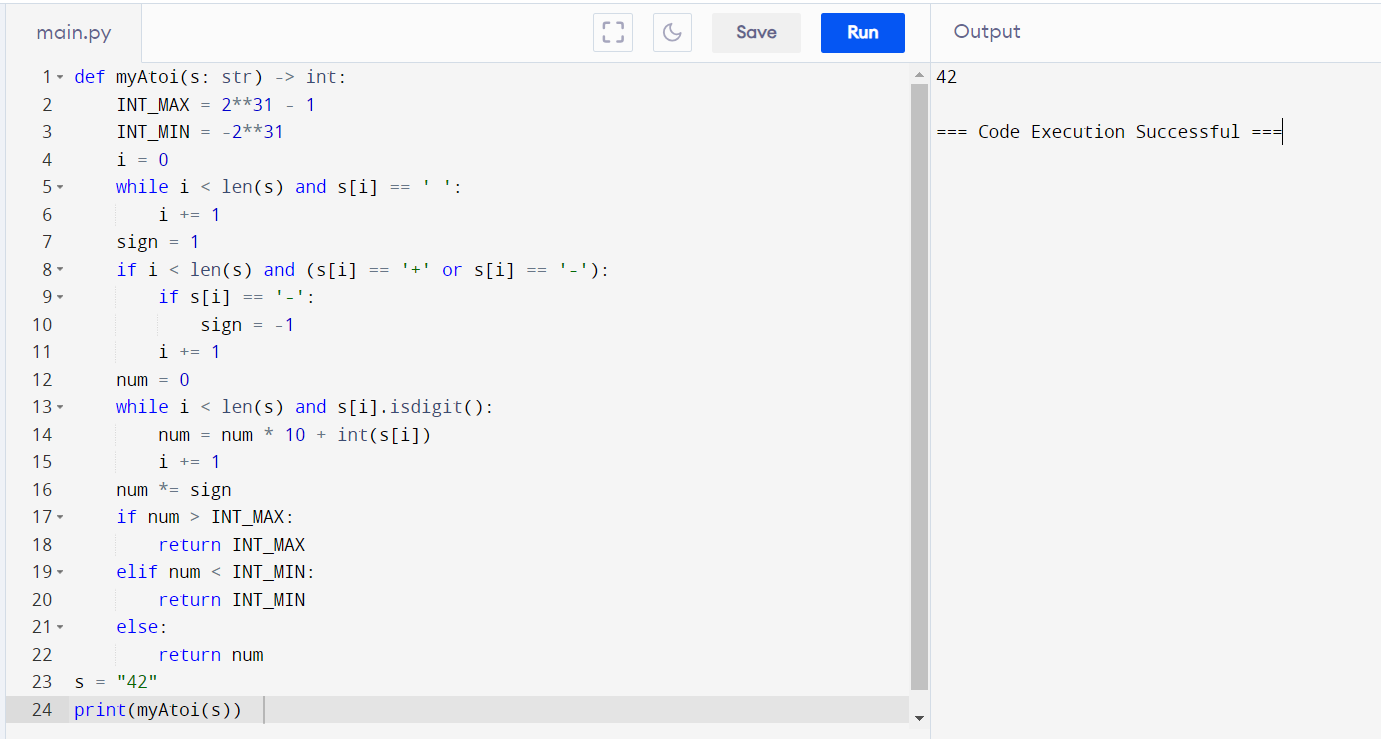 main.py
Save
Run
Output
1 def myAtoi(s: str) -> int:
2     INT_MAX = 2**31 - 1
3     INT_MIN = -2**31
4     i = 0
5     while i < len(s) and s[i] == ' ':
6         i += 1
7     sign = 1
8     if i < len(s) and (s[i] == '+' or s[i] == '-'):
9         if s[i] == '-':
10             sign = -1
11         i += 1
12     num = 0
13     while i < len(s) and s[i].isdigit():
14         num = num * 10 + int(s[i])
15         i += 1
16     num *= sign
17     if num > INT_MAX:
18         return INT_MAX
19     elif num < INT_MIN:
20         return INT_MIN
21     else:
22         return num
23 s = "42"
24 print(myAtoi(s))
42
=== Code Execution Successful ===